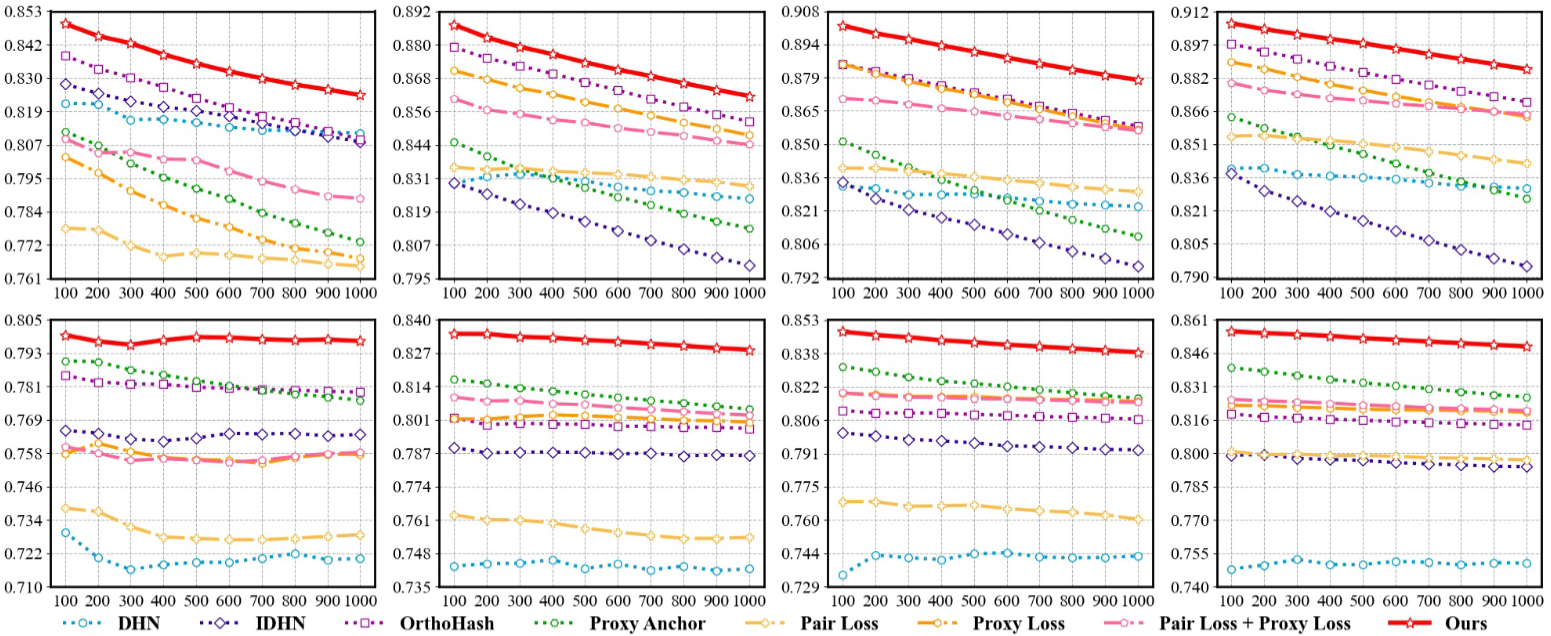 0.853 0.892 0.908 0.912
0.842 0.880 0.894 0.897
0.830 0.868 0.879 0.882
0.819 0.856 0.865 0.866
0.807 0.844 0.850 0.851
0.795 0.831 0.836 0.836
0.784 0.819 0.821 0.821
0.772 0.807 0.806 0.805
0.761 0.795 0.792 0.790
100 200 300 400 500 600 700 800 900 1000 100 200 300 400 500 600 700 800 900 1000 100 200 300 400 500 600 700 800 900 1000 100 200 300 400 500 600 700 800 900 1000
0.805 0.840 0.853 0.861
0.793 0.827 0.838 0.846
0.781 0.814 0.822 0.831
0.769 0.801 0.806 0.816
0.758 0.787 0.791 0.800
0.746 0.774 0.775 0.785
0.734 0.761 0.760 0.770
0.722 0.748 0.744 0.755
0.710 0.735 0.729 0.740
100 200 300 400 500 600 700 800 900 1000 100 200 300 400 500 600 700 800 900 1000 100 200 300 400 500 600 700 800 900 1000 100 200 300 400 500 600 700 800 900 1000
DHN IDHN OrthoHash Proxy Anchor Pair Loss Proxy Loss Pair Loss + Proxy Loss Ours